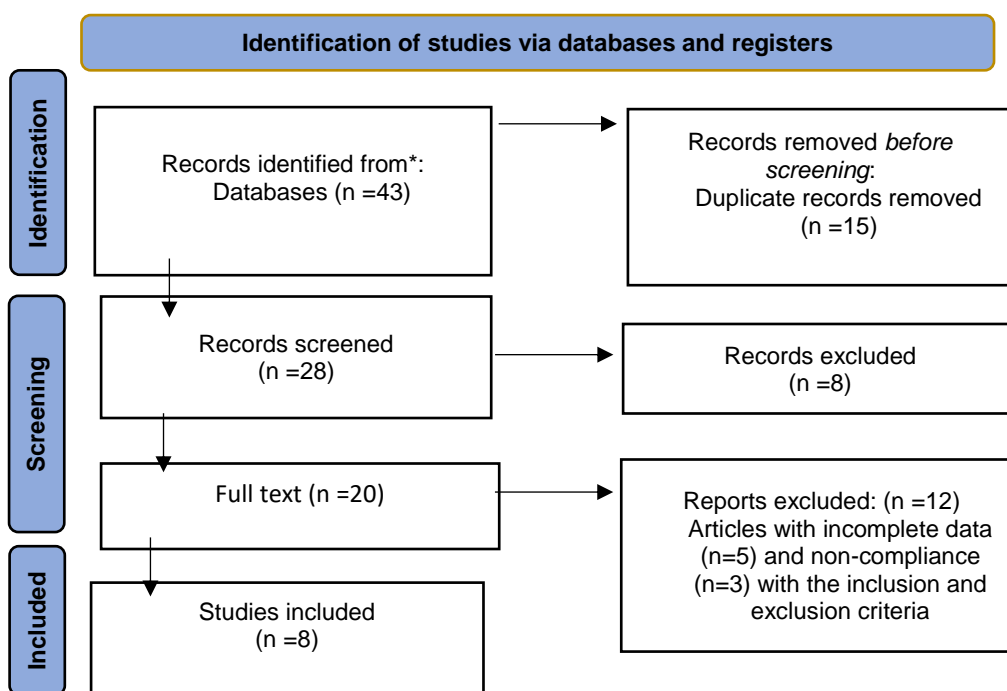 Identification of studies via databases and registers
Identification
Records identified from*:
Databases (n =43)
Records removed before
screening:
Duplicate records removed
(n =15)
Screening
Records screened
(n =28)
Records excluded
(n =8)
Full text (n =20)
Reports excluded: (n =12)
Articles with incomplete data
(n=5) and non-compliance
(n=3) with the inclusion and
exclusion criteria
Included
Studies included
(n =8)